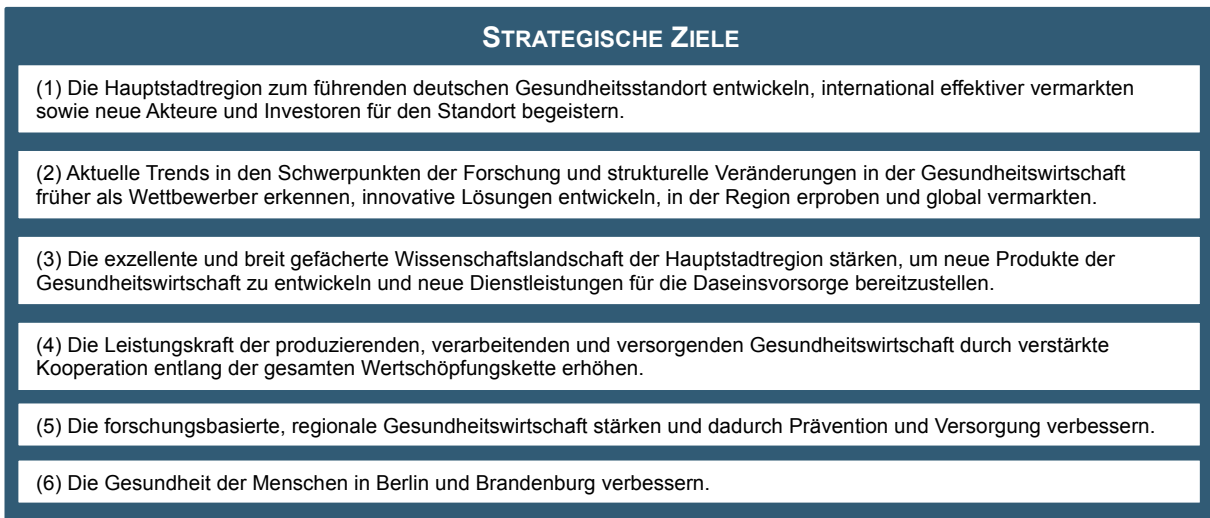 STRATEGISCHE ZIELE
(1) Die Hauptstadtregion zum führenden deutschen Gesundheitsstandort entwickeln, international effektiver vermarkten
sowie neue Akteure und Investoren für den Standort begeistern.
(2) Aktuelle Trends in den Schwerpunkten der Forschung und strukturelle Veränderungen in der Gesundheitswirtschaft
früher als Wettbewerber erkennen, innovative Lösungen entwickeln, in der Region erproben und global vermarkten.
(3) Die exzellente und breit gefächerte Wissenschaftslandschaft der Hauptstadtregion stärken, um neue Produkte der
Gesundheitswirtschaft zu entwickeln und neue Dienstleistungen für die Daseinsvorsorge bereitzustellen.
(4) Die Leistungskraft der produzierenden, verarbeitenden und versorgenden Gesundheitswirtschaft durch verstärkte
Kooperation entlang der gesamten Wertschöpfungskette erhöhen.
(5) Die forschungsbasierte, regionale Gesundheitswirtschaft stärken und dadurch Prävention und Versorgung verbessern.
(6) Die Gesundheit der Menschen in Berlin und Brandenburg verbessern.